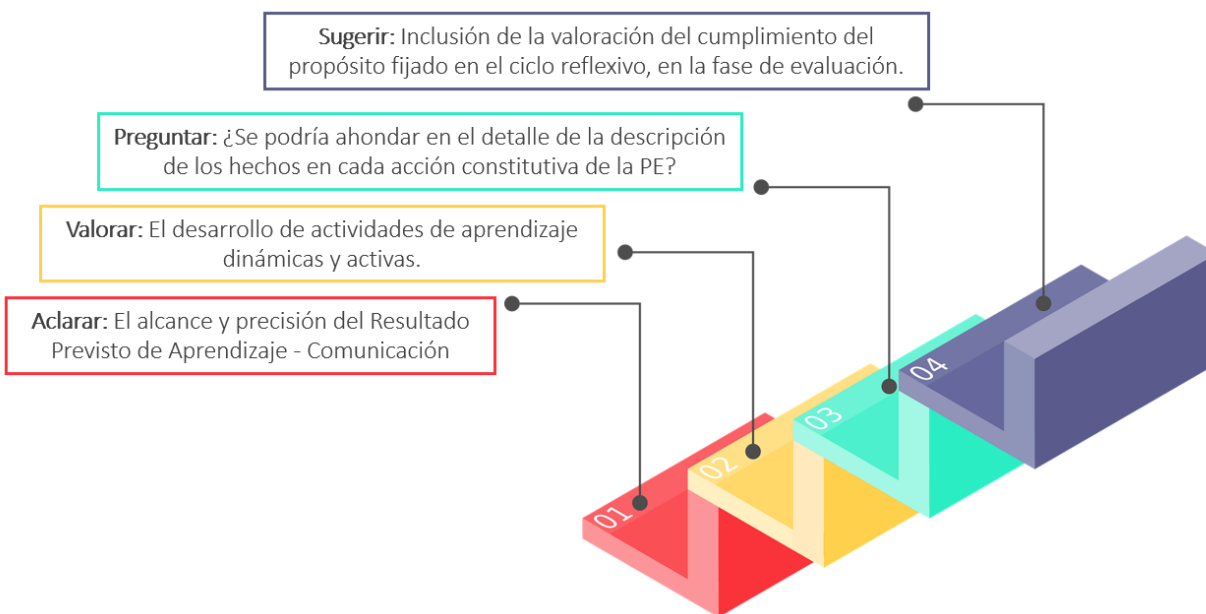 Sugerir: Inclusión de la valoración del cumplimiento del
propósito fijado en el ciclo reflexivo, en la fase de evaluación.
Preguntar: ¿Se podría ahondar en el detalle de la descripción
de los hechos en cada acción constitutiva de la PE?
Valorar: El desarrollo de actividades de aprendizaje
dinámicas y activas.
Aclarar: El alcance y precisión del Resultado
Previsto de Aprendizaje - Comunicación
04
03
02
01